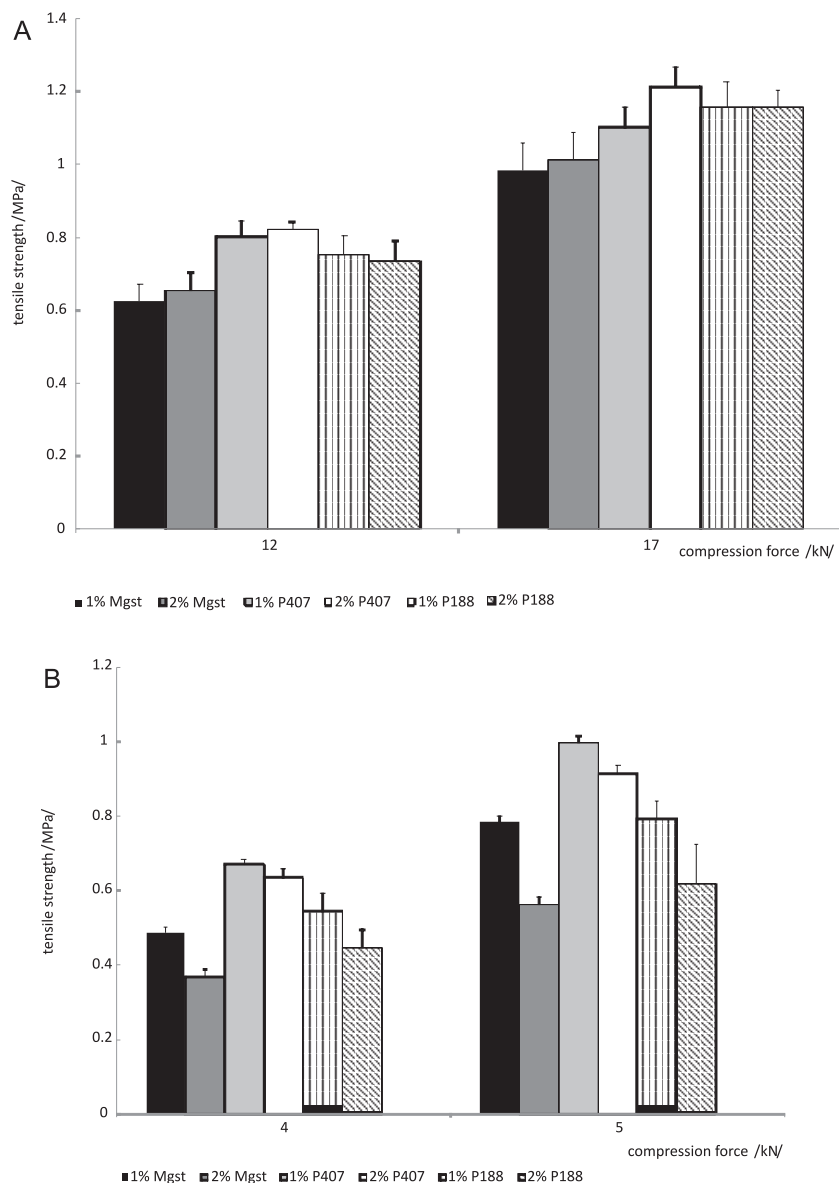 A
1.4
1.2
1
0.8
0.6
0.4
0.2
0
tensile strength/MPa/
12
17
compression force /kN/
1% Mgst 2% Mgst 1% P407 2% P407 1% P188 2% P188
B
1.2
1
0.8
0.6
0.4
0.2
0
tensile strength/MPa/
4
5
compression force /kN/
1% Mgst 2% Mgst 1% P407 2% P407 1% P188 2% P188